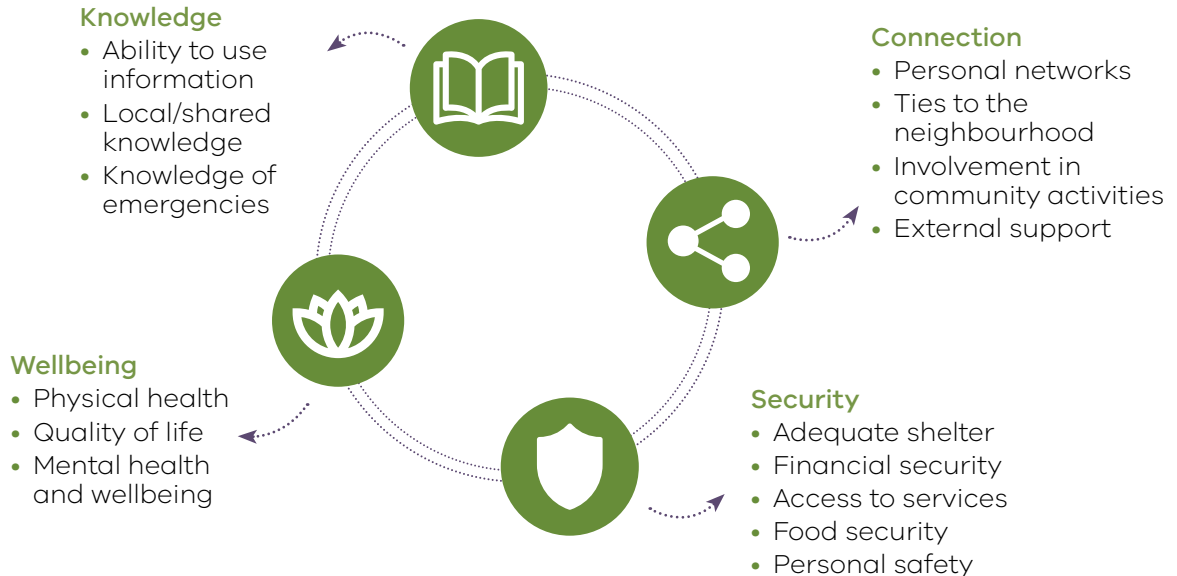 Knowledge
• Ability to use
information
• Local/shared
knowledge
• Knowledge of
emergencies
Connection
• Personal networks
• Ties to the
neighbourhood
• Involvement in
community activities
• External support
Wellbeing
• Physical health
• Quality of life
• Mental health
and wellbeing
Security
• Adequate shelter
• Financial security
• Access to services
• Food security
• Personal safety